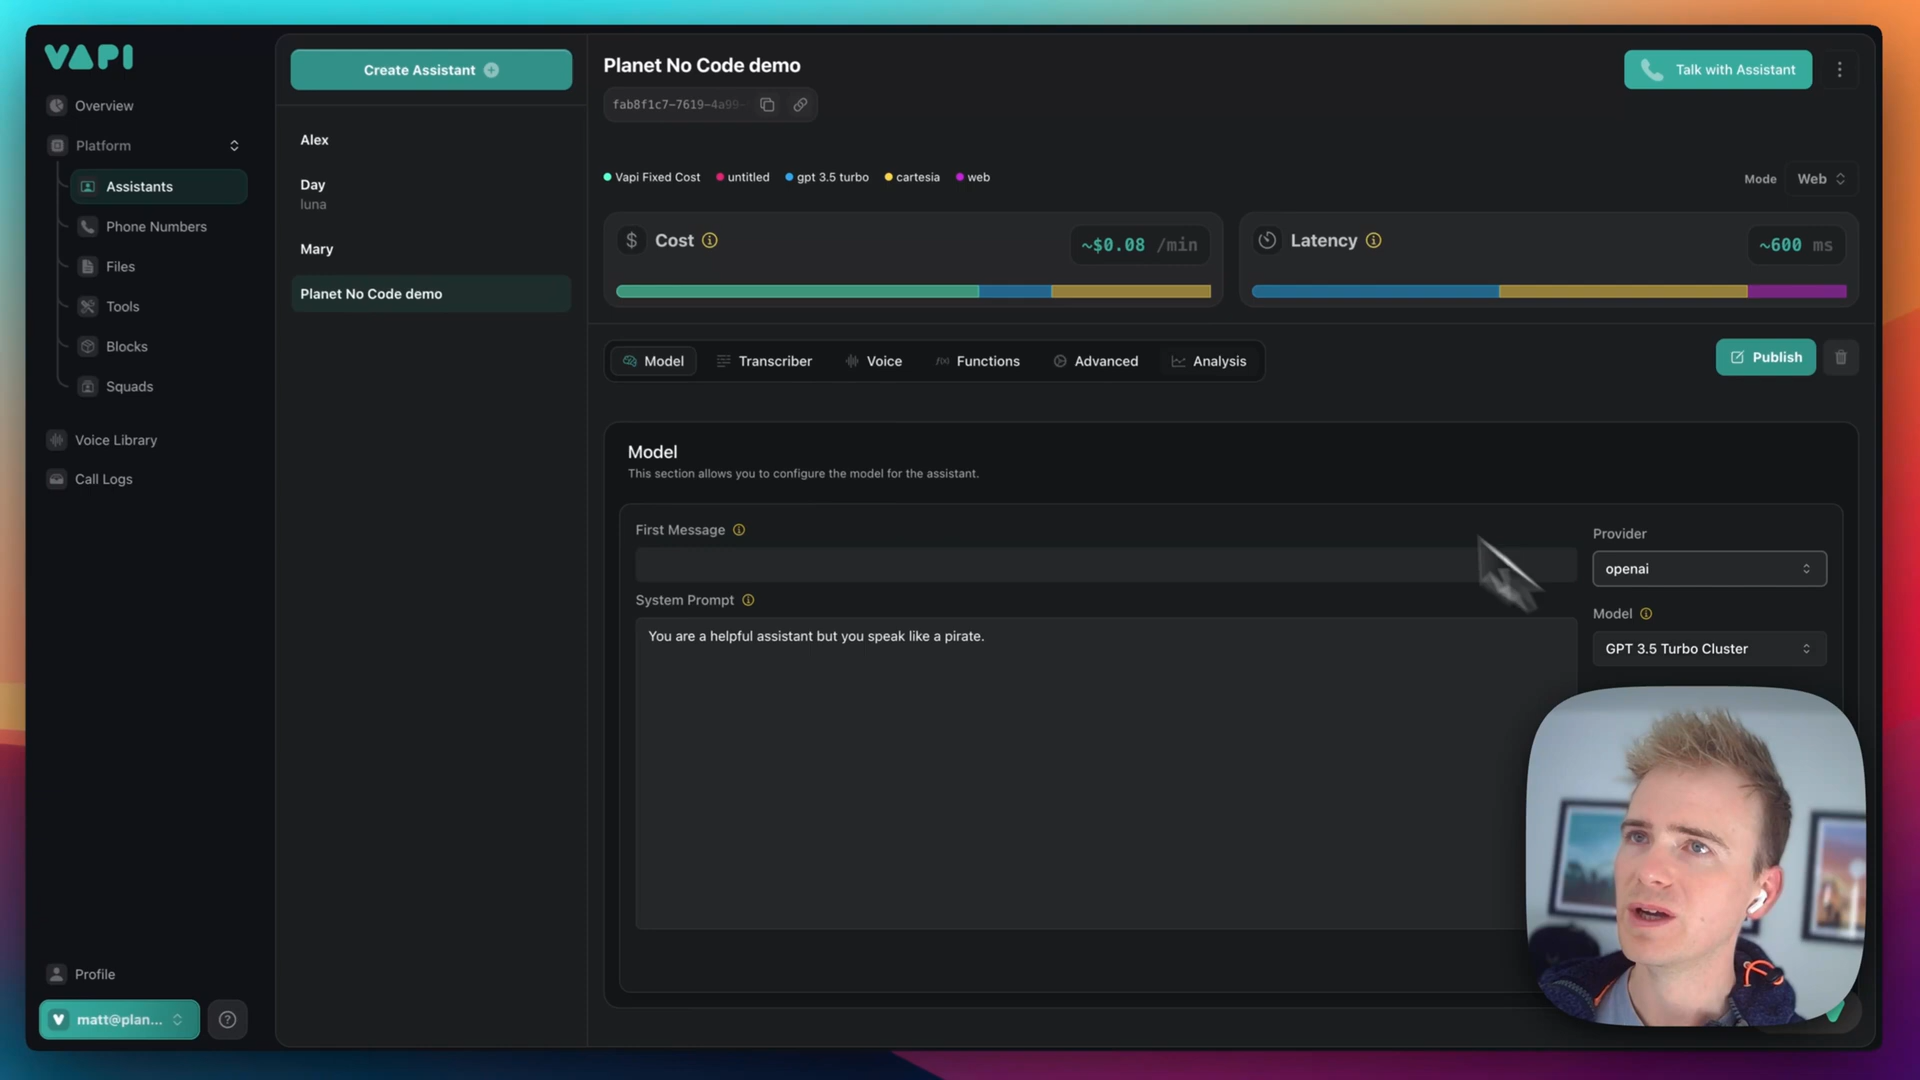 VAPI
Overview
Platform
Assistants
Phone Numbers
Files
Tools
Blocks
Squads
Voice Library
Call Logs
Profile
matt@plan...
Create Assistant
Alex
Day
luna
Mary
Planet No Code demo
Planet No Code demo
fab8f1c7-7619-4a99-
Talk with Assistant
Vapi Fixed Cost
untitled
gpt 3.5 turbo
cartesia
web
Mode
Web
$ Cost
~$0.08 /min
Latency
~600 ms
Model
Transcriber
Voice
Functions
Advanced
Analysis
Publish
Model
This section allows you to configure the model for the assistant.
First Message
System Prompt
You are a helpful assistant but you speak like a pirate.
Provider
openai
Model
GPT 3.5 Turbo Cluster